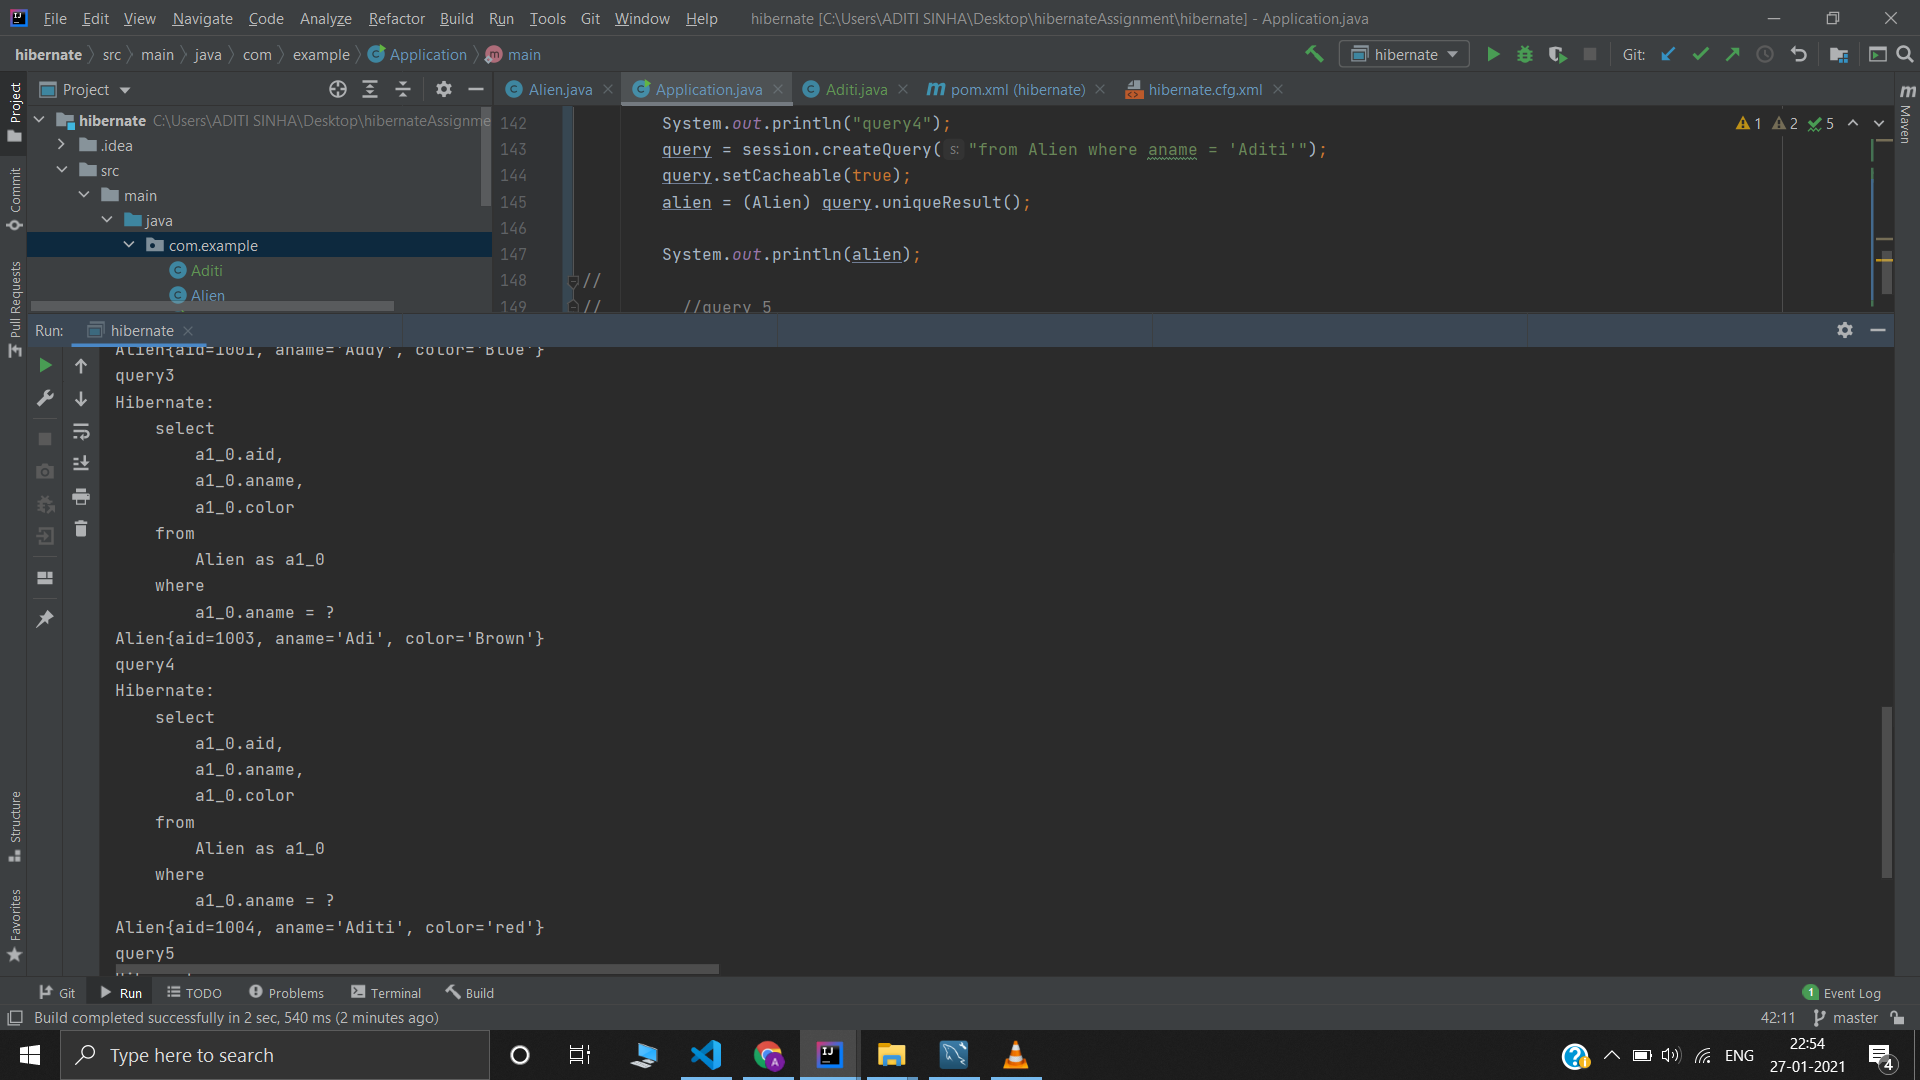 File Edit View Navigate Code Analyze Refactor Build Run Tools Git Window Help hibernate [C:\Users\ADITI SINHA\Desktop\hibernateAssignment\hibernate] - Application.java
hibernate src main java com example Application main hibernate Git:
Project Alien.java Application.java Aditi.java pom.xml (hibernate) hibernate.cfg.xml
Project
Commit
Pull Requests
Structure
Favorites
Maven
hibernate C:\Users\ADITI SINHA\Desktop\hibernateAssignme
.idea
src
main
java
com.example
Aditi
Alien
1 2 5
142 System.out.println("query4");
143 query = session.createQuery( s: "from Alien where aname = 'Aditi'");
144 query.setCacheable(true);
145 alien = (Alien) query.uniqueResult();
146
147 System.out.println(alien);
148 //
149 // //query 5
Run: hibernate
Alien{aid=1001, aname='Addy', color='Blue'}
query3
Hibernate:
select
a1_0.aid,
a1_0.aname,
a1_0.color
from
Alien as a1_0
where
a1_0.aname = ?
Alien{aid=1003, aname='Adi', color='Brown'}
query4
Hibernate:
select
a1_0.aid,
a1_0.aname,
a1_0.color
from
Alien as a1_0
where
a1_0.aname = ?
Alien{aid=1004, aname='Aditi', color='red'}
query5
Git Run TODO Problems Terminal Build 1 Event Log
Build completed successfully in 2 sec, 540 ms (2 minutes ago) 42:11 master
Type here to search ENG 22:54
27-01-2021
4